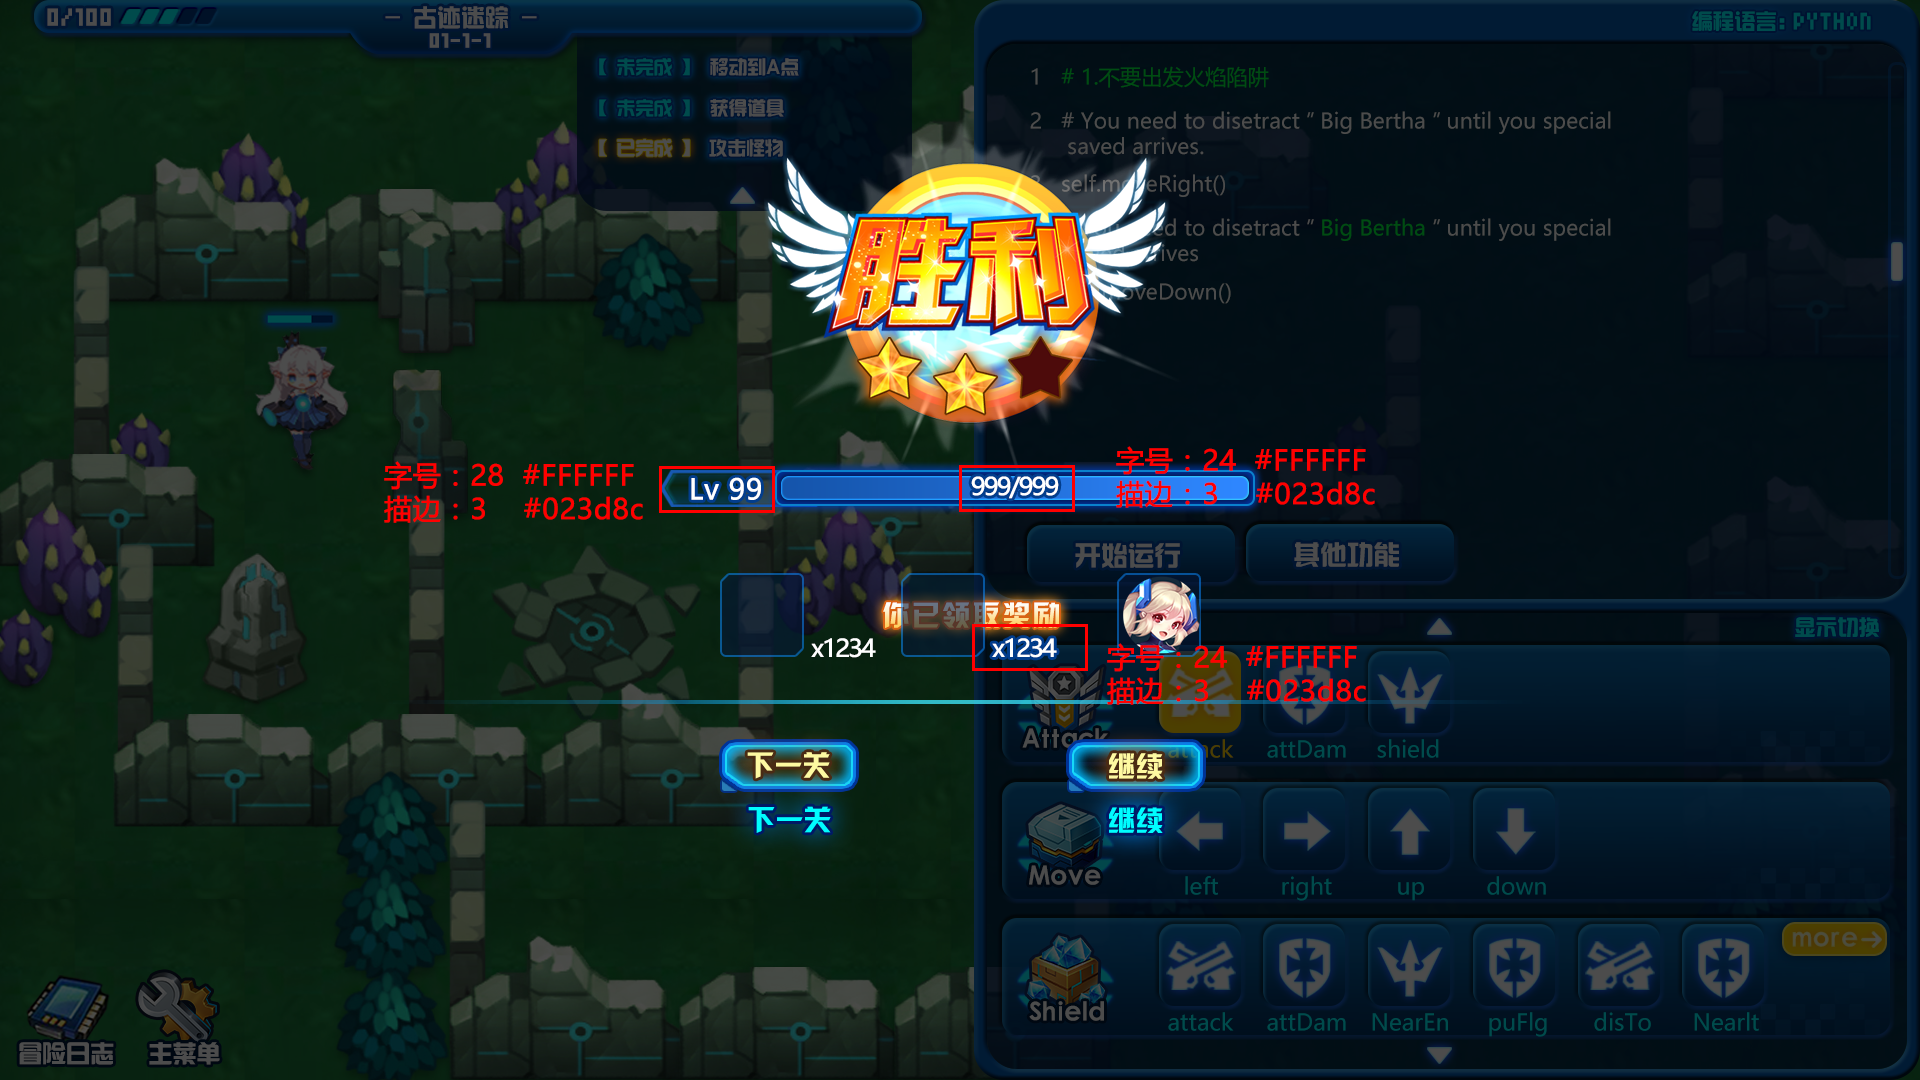 0/100
古迹迷踪
01-1-1
编程语言：PYTHON
【 未完成 】 移动到A点
【 未完成 】 获得道具
【 已完成 】 攻击怪物
1 # 1.不要出发火焰陷阱
2 # You need to disetract " Big Bertha " until you special
saved arrives.
self.moveRight()
ed to disetract " Big Bertha " until you special
ives
oveDown()
胜利
字号：28 #FFFFFF
描边：3 #023d8c
Lv 99
999/999
字号：24 #FFFFFF
描边：3 #023d8c
开始运行
其他功能
你已领取奖励
x1234
x1234
字号：24 #FFFFFF
描边：3 #023d8c
显示切换
Attack
attack
attDam
shield
下一关
继续
下一关
继续
Move
left
right
up
down
more→
Shield
attack
attDam
NearEn
puFlg
disTo
NearIt
冒险日志
主菜单